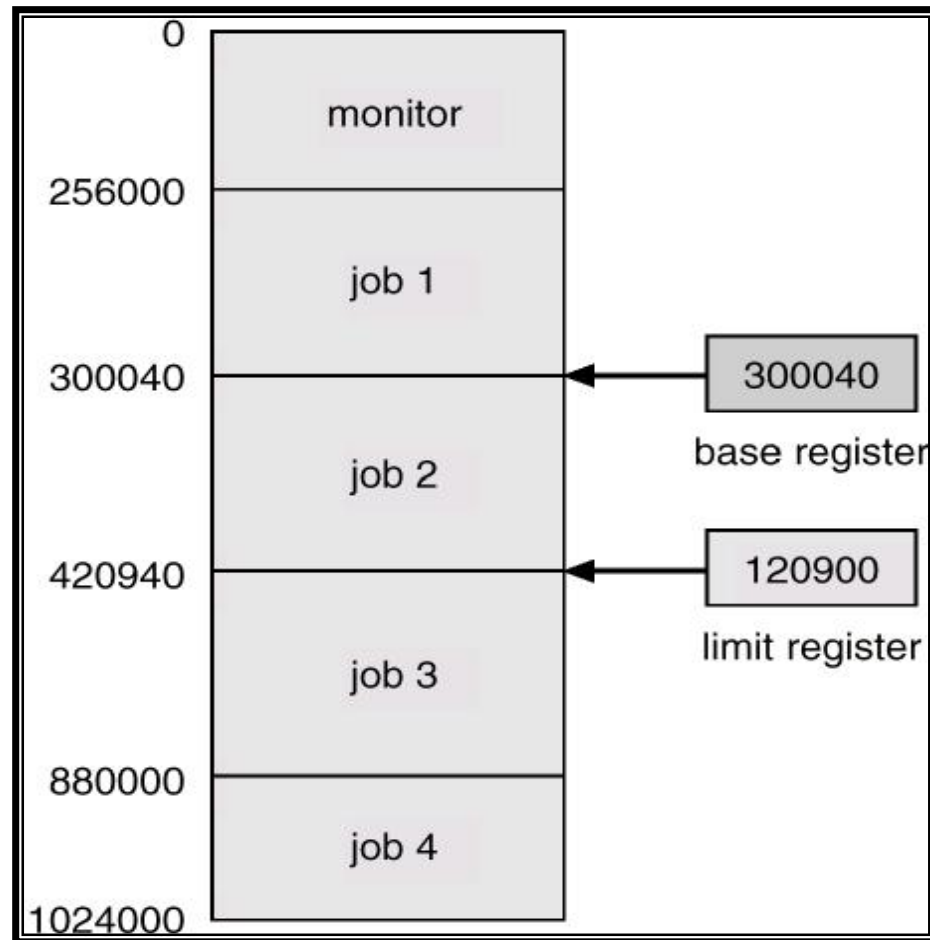 0
monitor
256000
job 1
300040
300040
base register
job 2
420940
120900
limit register
job 3
880000
job 4
1024000